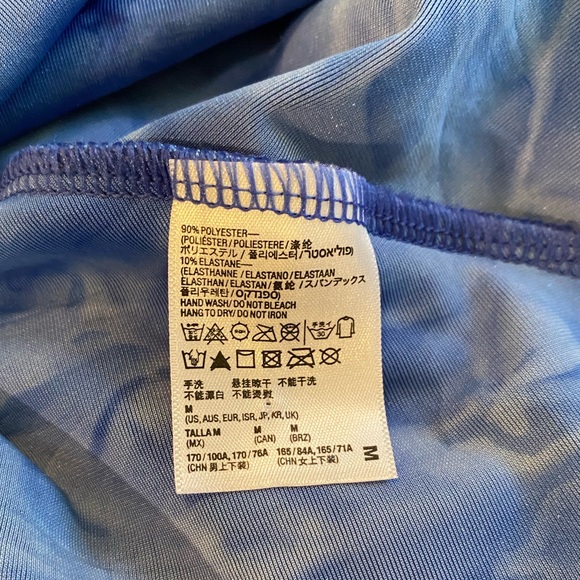 90% POLYESTER—
(POLIÉSTER/POLIESTERE/涤纶
ポリエステル / 폴리에스터 / פוליאסטר)
10% ELASTANE—
(ELASTHANNE/ELASTANO/ELASTAAN
ELASTHAN/ELASTAN/氨纶/スパンデックス
폴리우레탄/ספנדקס)
HAND WASH/DO NOT BLEACH
HANG TO DRY/DO NOT IRON
手洗 30
手洗 悬挂晾干 不能干洗
不能漂白 不能熨烫
M
(US, AUS, EUR, ISR, JP, KR, UK)
TALLA M M M
(MX) (CAN) (BRZ)
170/100A, 170/76A 165/84A, 165/71A
(CHN 男上下装) (CHN 女上下装)
M